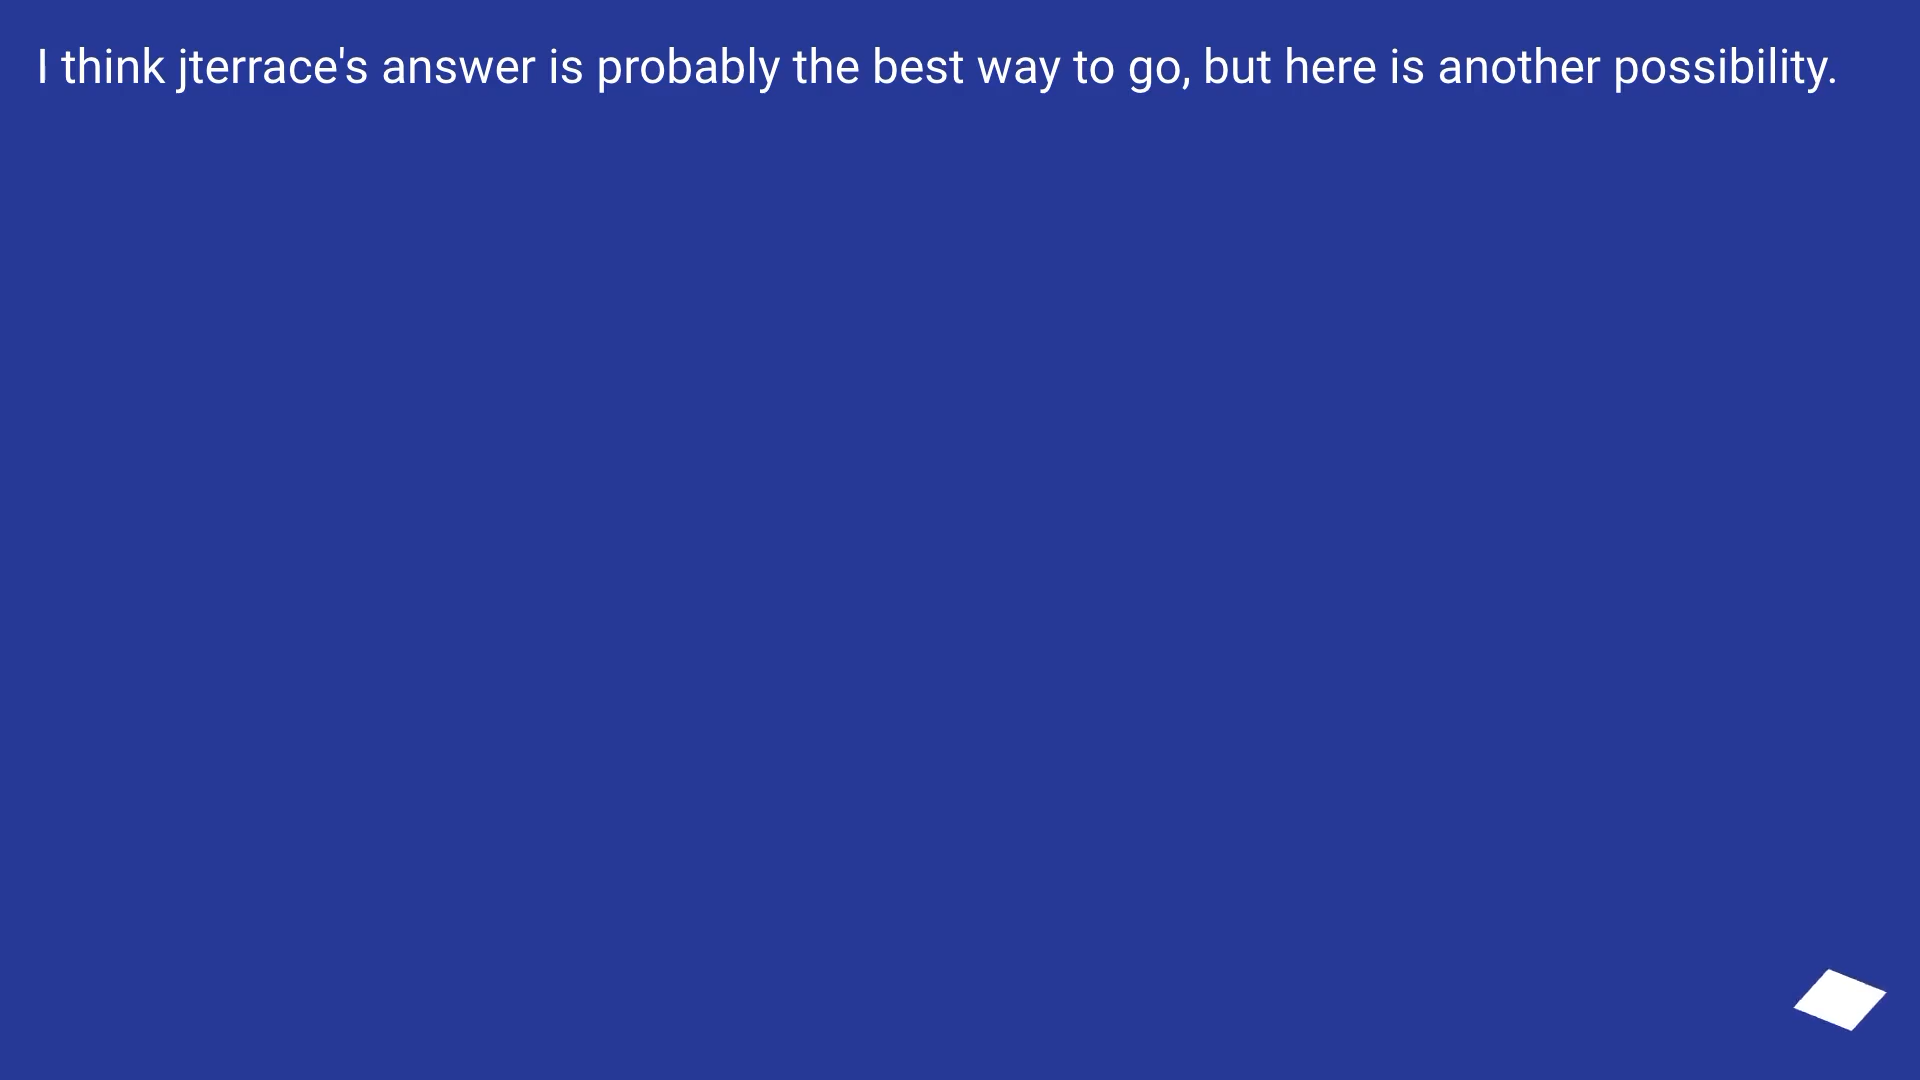 I think jterrace's answer is probably the best way to go, but here is another possibility.